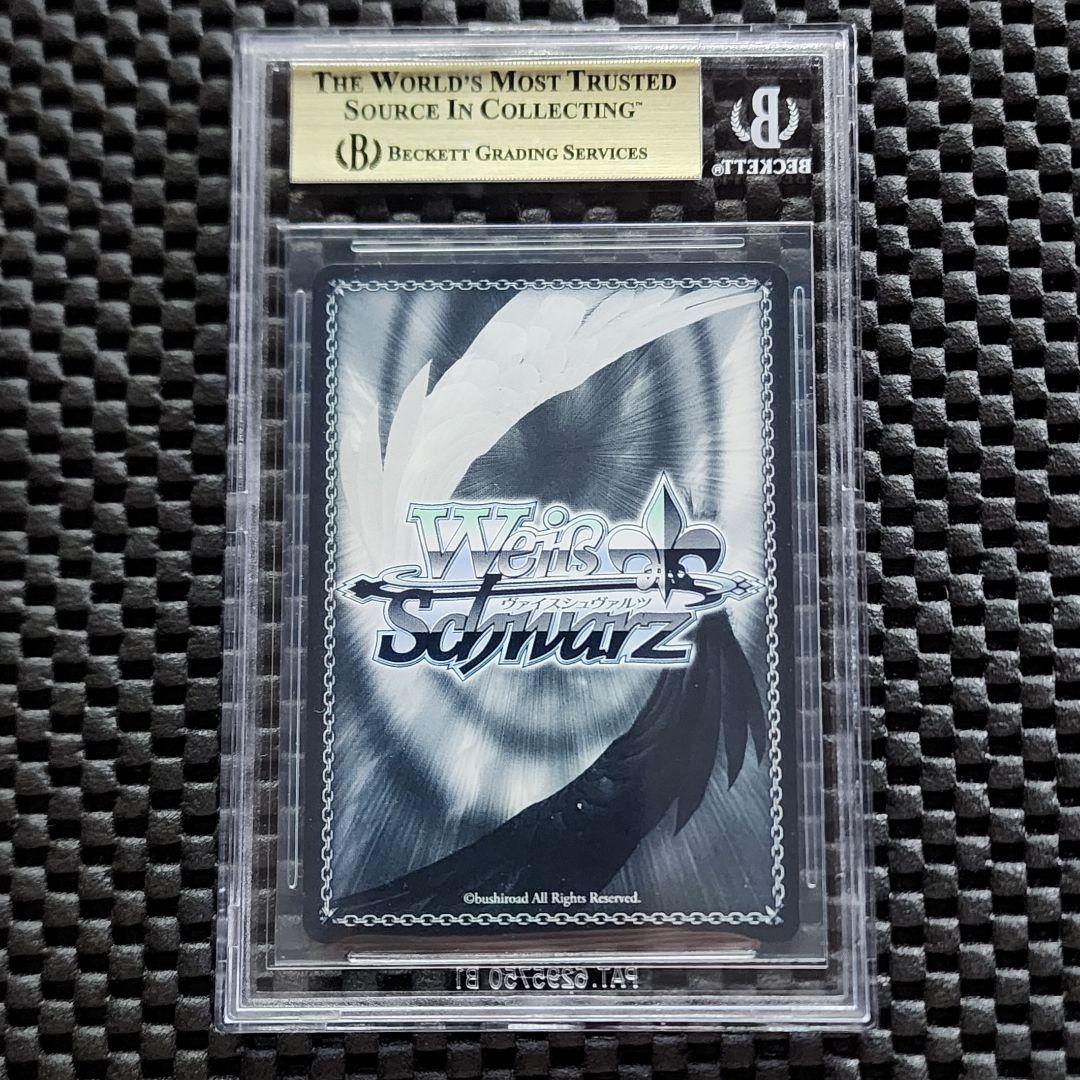 THE WORLD'S MOST TRUSTED
SOURCE IN COLLECTING™
B BECKETT GRADING SERVICES
B
BECKETT®
Weiß
ヴァイスシュヴァルツ
Schwarz
©bushiroad All Rights Reserved.
PAT. 6295750 B1